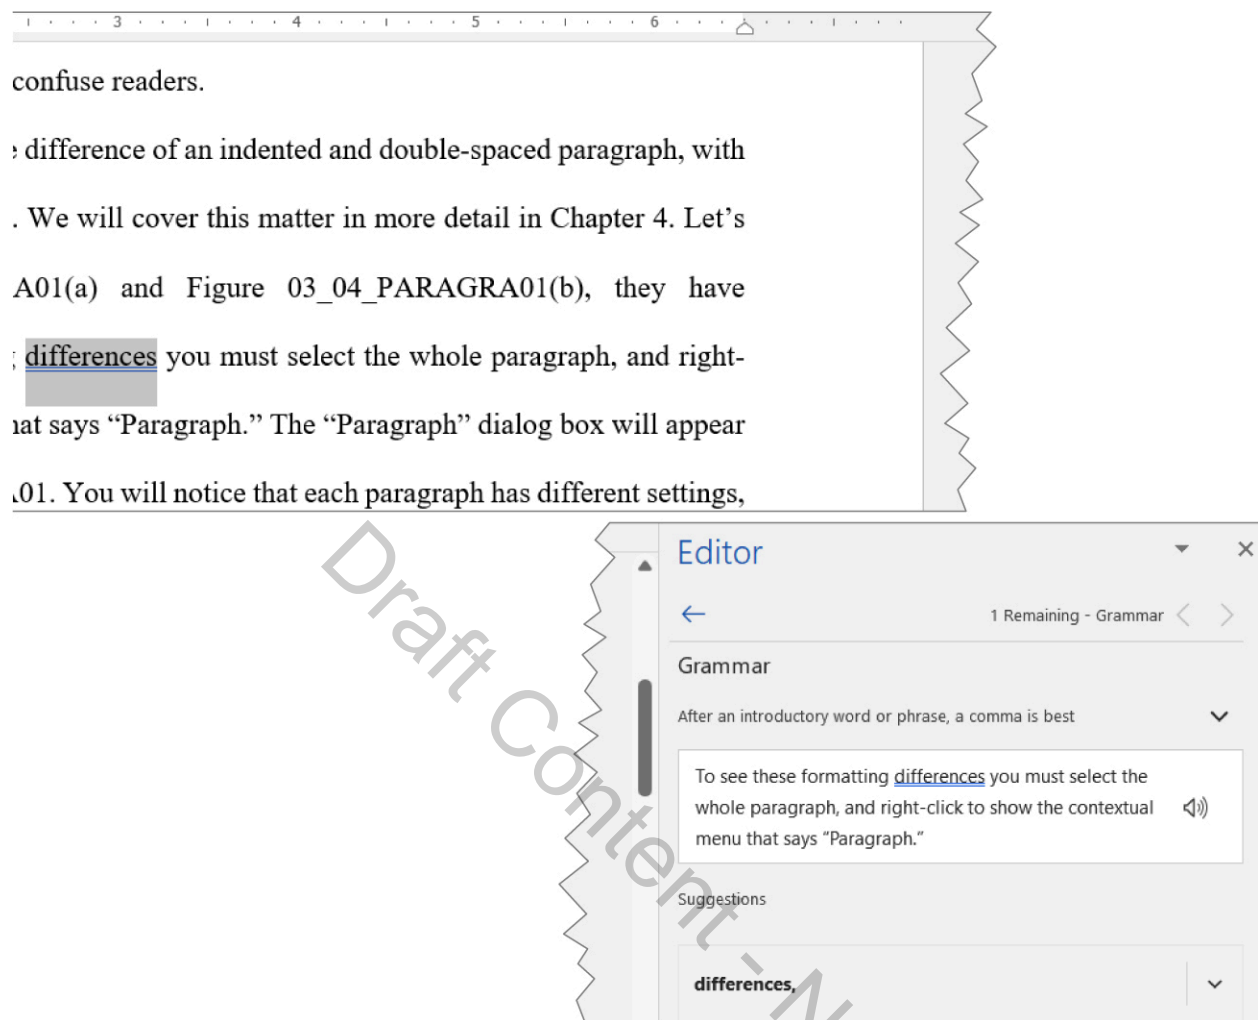 3 4 5 6
confuse readers.
difference of an indented and double-spaced paragraph, with
. We will cover this matter in more detail in Chapter 4. Let’s
A01(a) and Figure 03_04_PARAGRA01(b), they have
differences you must select the whole paragraph, and right-
hat says “Paragraph.” The “Paragraph” dialog box will appear
A01. You will notice that each paragraph has different settings,
Editor
1 Remaining - Grammar
Grammar
After an introductory word or phrase, a comma is best
To see these formatting differences you must select the
whole paragraph, and right-click to show the contextual
menu that says “Paragraph.”
Suggestions
differences,
Draft Content - N